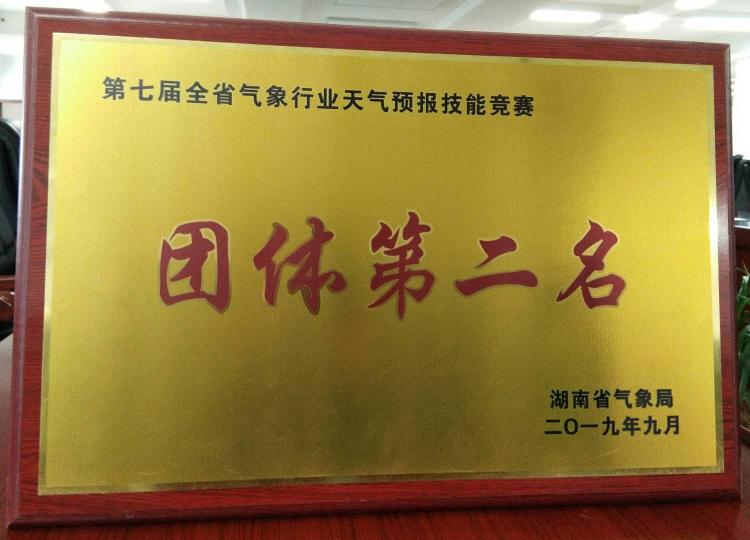 第七届全省气象行业天气预报技能竞赛
团体第二名
湖南省气象局
二〇一九年九月